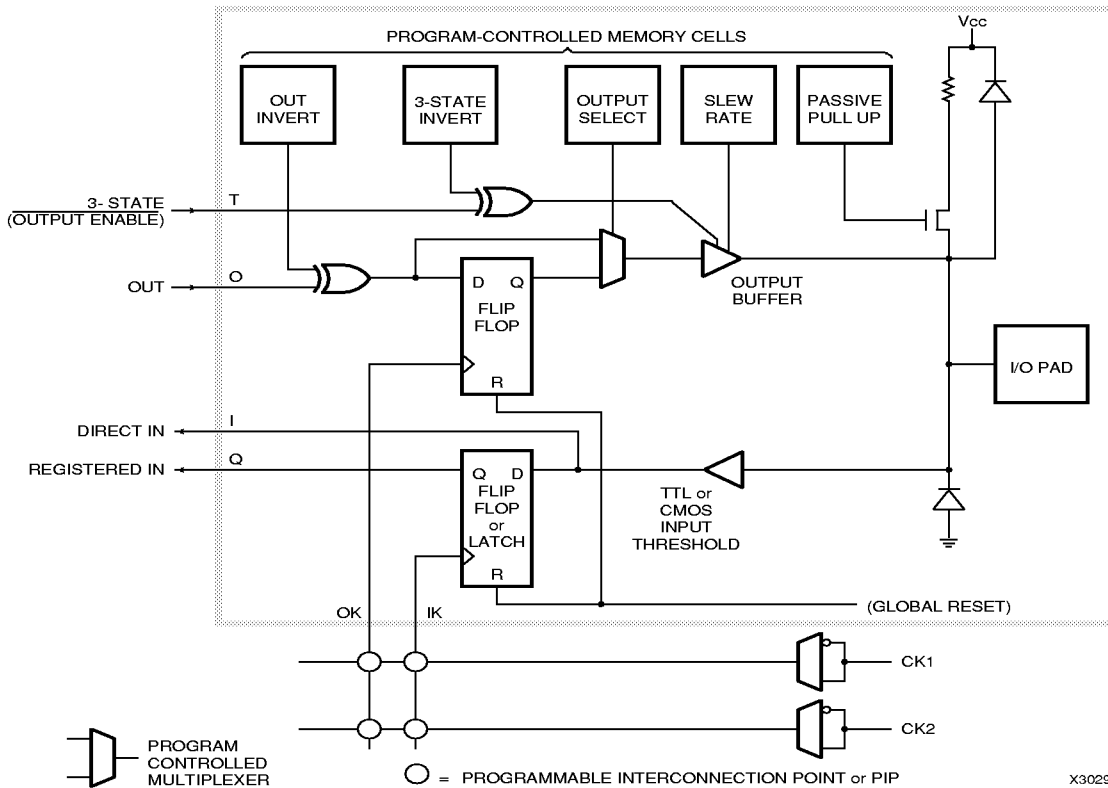 Vcc
PROGRAM-CONTROLLED MEMORY CELLS
OUT
INVERT
3-STATE
INVERT
OUTPUT
SELECT
SLEW
RATE
PASSIVE
PULL UP
3- STATE
(OUTPUT ENABLE)
T
OUT
O
D Q
FLIP
FLOP
R
OUTPUT
BUFFER
I/O PAD
DIRECT IN
I
REGISTERED IN
Q
Q D
FLIP
FLOP
or
LATCH
R
TTL or
CMOS
INPUT
THRESHOLD
(GLOBAL RESET)
OK
IK
CK1
CK2
PROGRAM
CONTROLLED
MULTIPLEXER
= PROGRAMMABLE INTERCONNECTION POINT or PIP
X3029